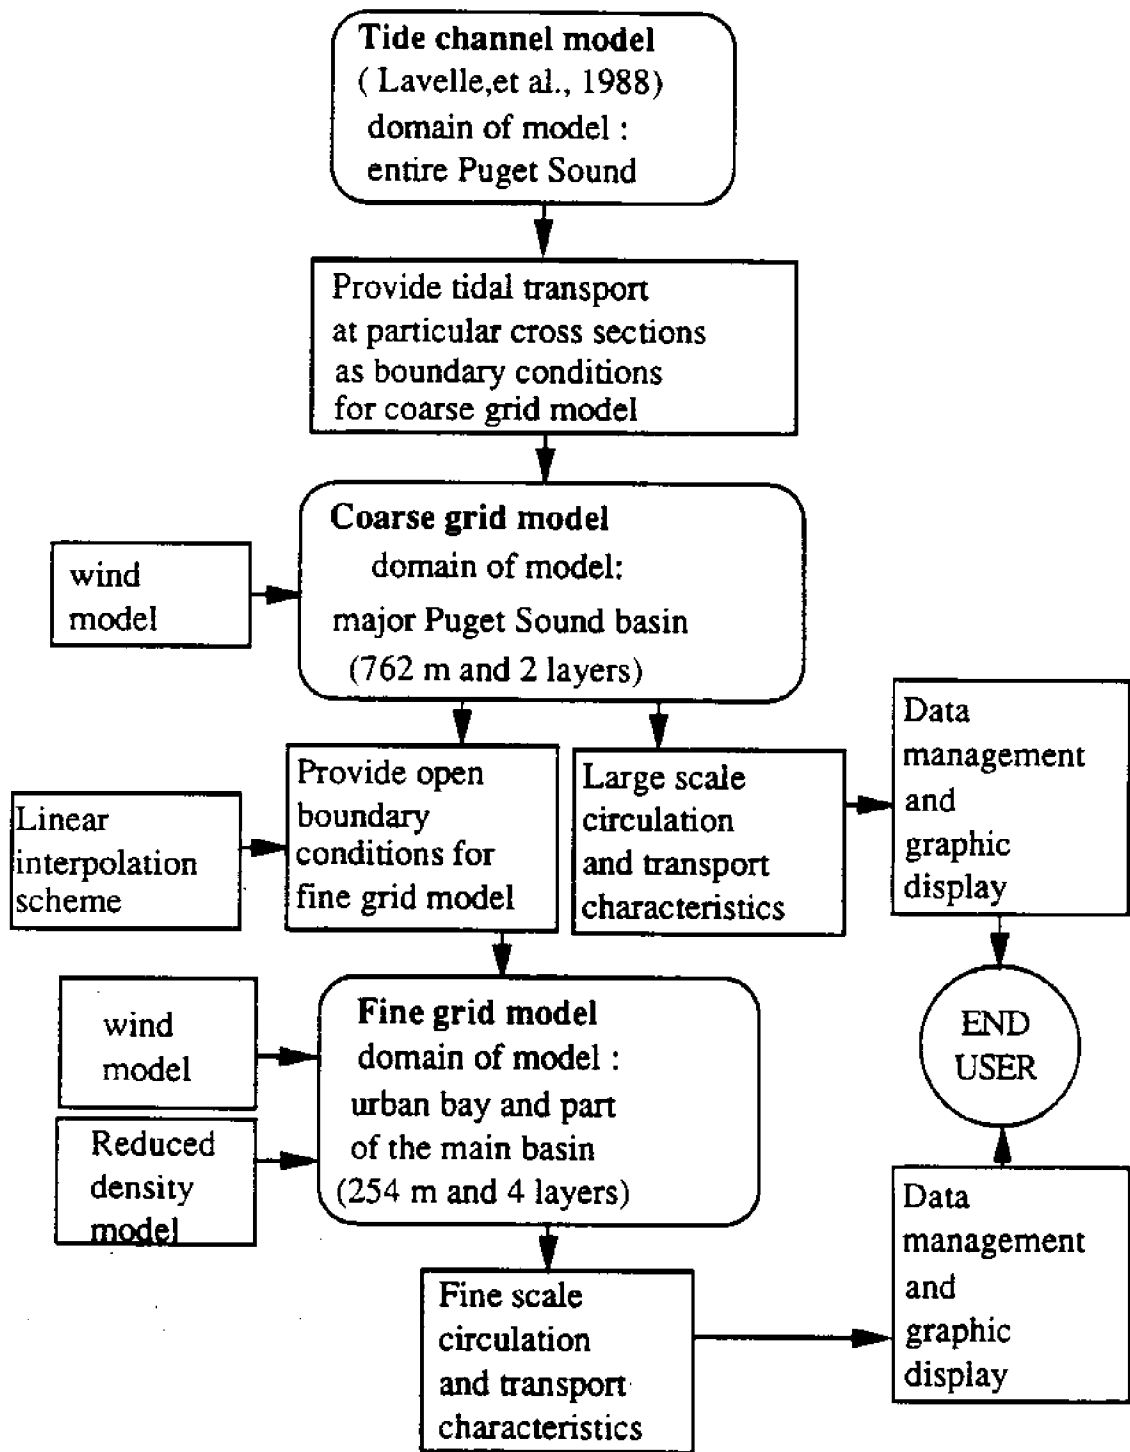 Tide channel model
( Lavelle,et al., 1988)
domain of model :
entire Puget Sound
Provide tidal transport
at particular cross sections
as boundary conditions
for coarse grid model
Coarse grid model
domain of model:
major Puget Sound basin
(762 m and 2 layers)
wind
model
Provide open
boundary
conditions for
fine grid model
Large scale
circulation
and transport
characteristics
Data
management
and
graphic
display
Linear
interpolation
scheme
Fine grid model
domain of model :
urban bay and part
of the main basin
(254 m and 4 layers)
wind
model
Reduced
density
model
END
USER
Fine scale
circulation
and transport
characteristics
Data
management
and
graphic
display